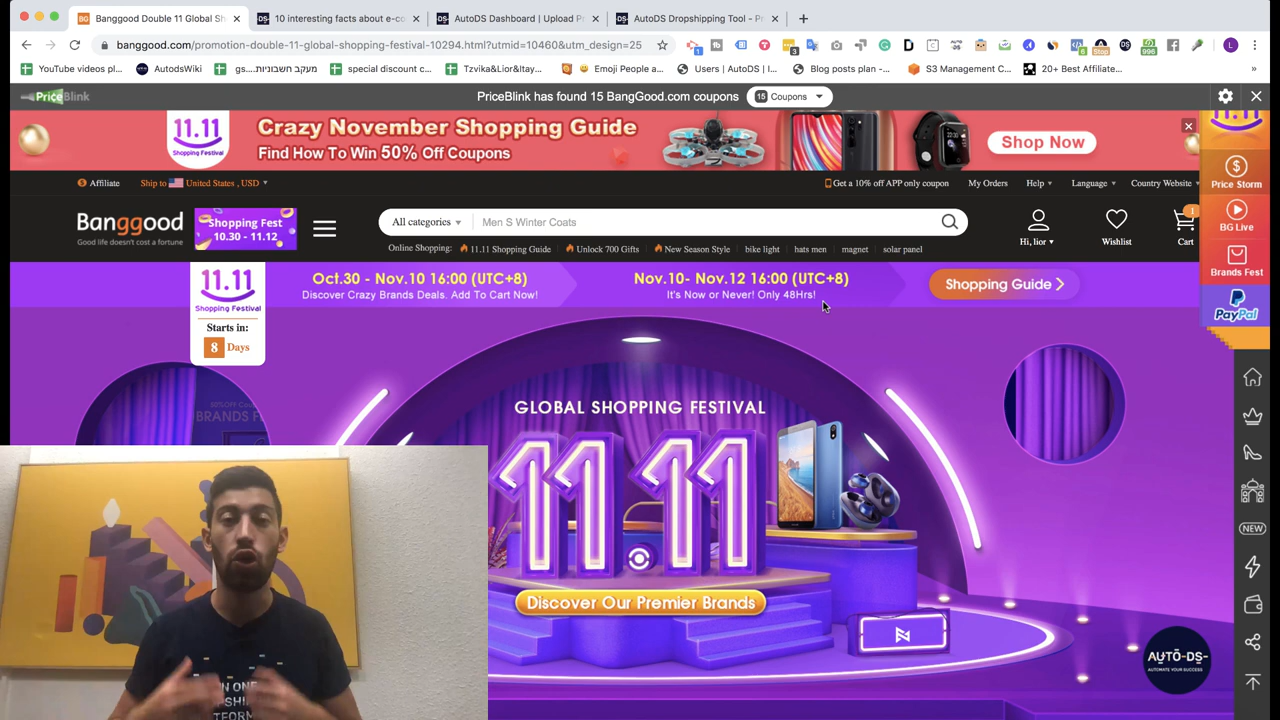 Banggood Double 11 Global Sh
10 interesting facts about e-co
AutoDS Dashboard | Upload P
AutoDS Dropshipping Tool - Pr
banggood.com/promotion-double-11-global-shopping-festival-10294.html?utmid=10460&utm_design=25
YouTube videos pl...
AutodsWiki
gs....מעקב חשבוניות
special discount c...
Tzvika&Lior&Itay...
Emoji People a...
Users | AutoDS | I...
Blog posts plan -...
S3 Management C...
20+ Best Affiliate...
PriceBlink
PriceBlink has found 15 BangGood.com coupons
15 Coupons
11.11
Shopping Festival
Crazy November Shopping Guide
Find How To Win 50% Off Coupons
Shop Now
Affiliate
Ship to United States , USD
Get a 10% off APP only coupon
My Orders
Help
Language
Country Website
Price Storm
Banggood
Good life doesn't cost a fortune
Shopping Fest
10.30 - 11.12
All categories
Men S Winter Coats
Online Shopping:
11.11 Shopping Guide
Unlock 700 Gifts
New Season Style
bike light
hats men
magnet
solar panel
Hi, lior
Wishlist
1
Cart
BG Live
Brands Fest
PayPal
11.11
Shopping Festival
Starts in:
8 Days
Oct.30 - Nov.10 16:00 (UTC+8)
Discover Crazy Brands Deals. Add To Cart Now!
Nov.10- Nov.12 16:00 (UTC+8)
It's Now or Never! Only 48Hrs!
Shopping Guide
BRANDS F
GLOBAL SHOPPING FESTIVAL
11.11
Discover Our Premier Brands
NEW
AUTO-DS-
AUTOMATE YOUR SUCCESS